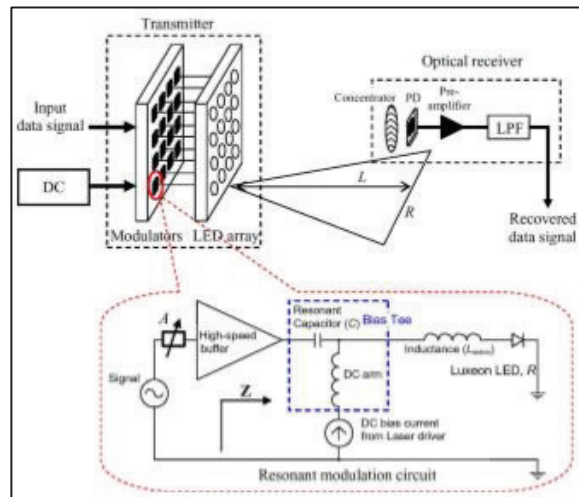 Transmitter
Optical receiver
Concentrator
PD
Pre-
amplifier
LPF
Input
data signal
DC
L
R
Modulators
LED array
Recovered
data signal
A
High-speed
buffer
Resonant
Capacitor (C)
Bias Tee
Inductance
Luxeon LED, R
Signal
Z
DC-arm
DC bias current
from Laser driver
Resonant modulation circuit